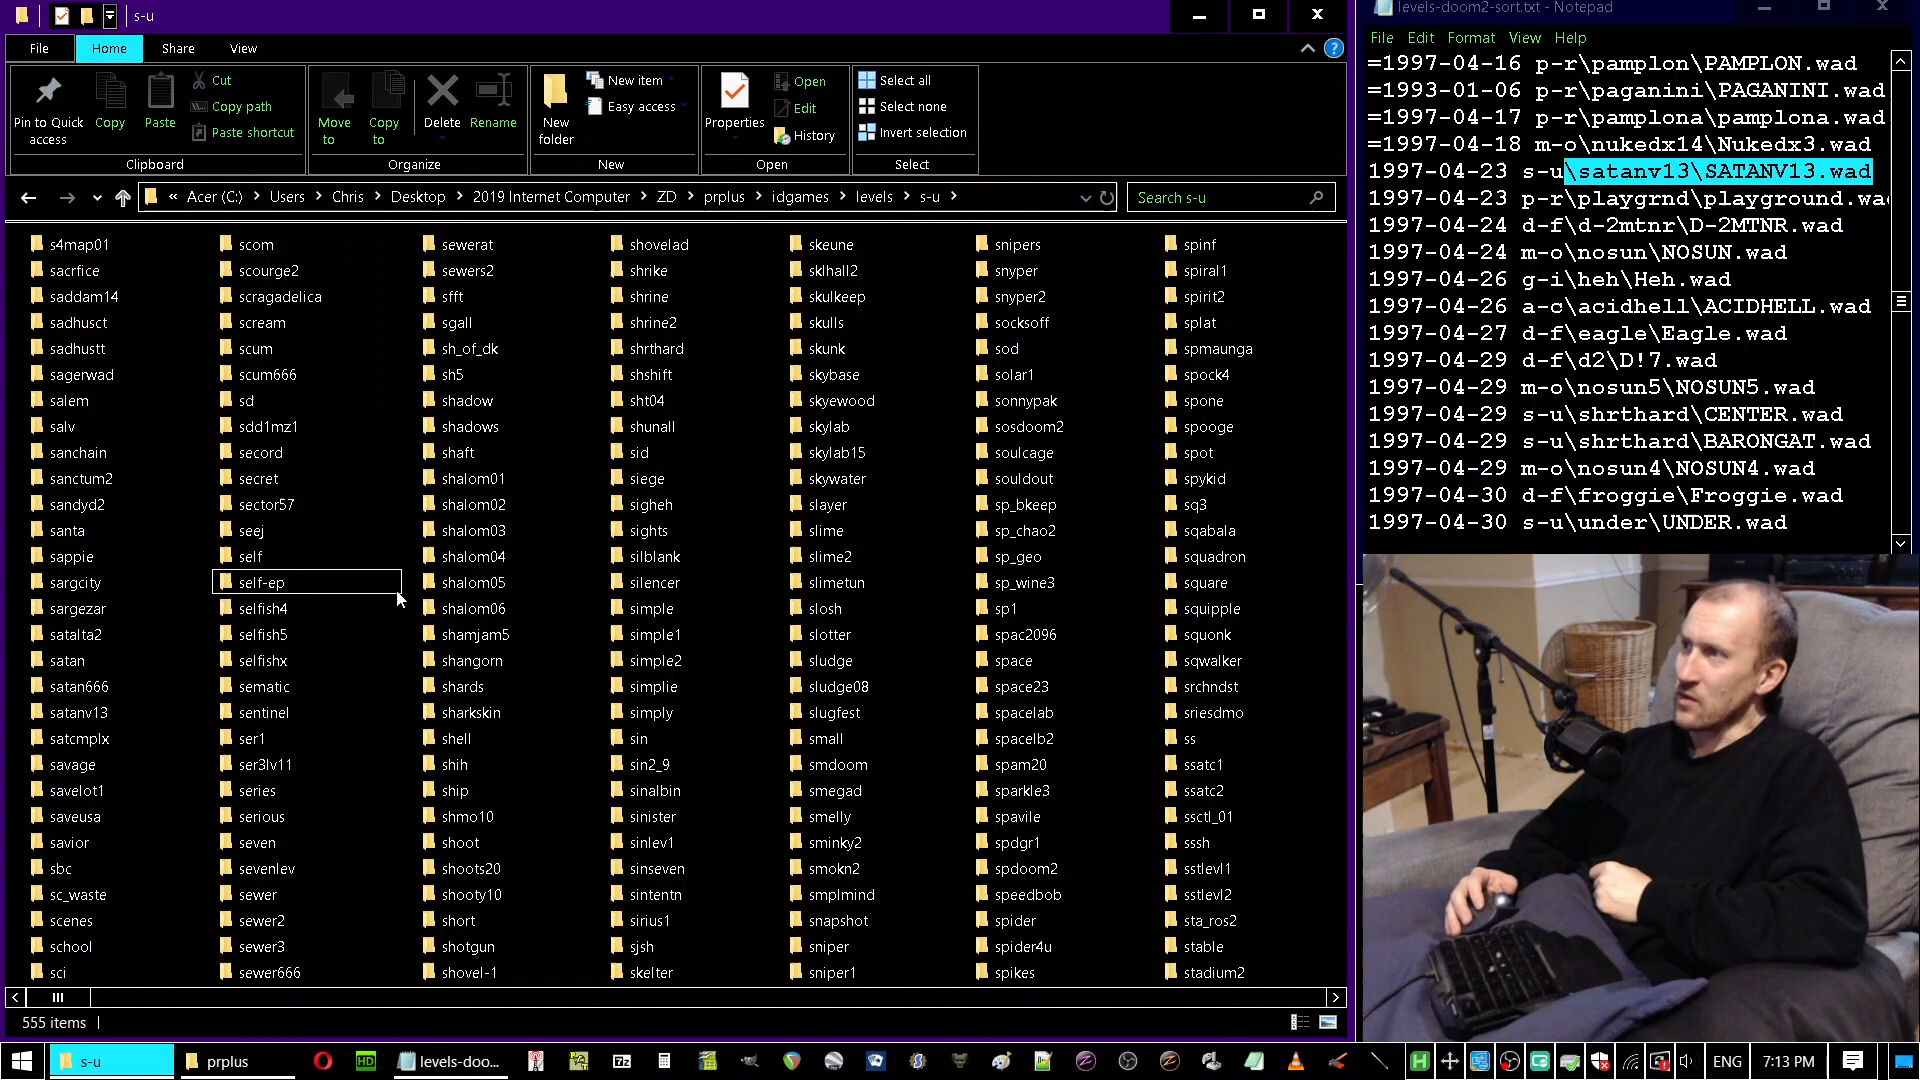 s-u
File
Home
Share
View
Pin to Quick access
Copy
Paste
Cut
Copy path
Paste shortcut
Clipboard
Move to
Copy to
Delete
Rename
Organize
New folder
New item
Easy access
New
Properties
Open
Edit
History
Open
Select all
Select none
Invert selection
Select
« Acer (C:) > Users > Chris > Desktop > 2019 Internet Computer > ZD > prplus > idgames > levels > s-u >
Search s-u
s4map01
sacrfice
saddam14
sadhusct
sadhustt
sagerwad
salem
salv
sanchain
sanctum2
sandyd2
santa
sappie
sargcity
sargezar
satalta2
satan
satan666
satanv13
satcmplx
savage
savelot1
saveusa
savior
sbc
sc_waste
scenes
school
sci
scom
scourge2
scragadelica
scream
scum
scum666
sd
sdd1mz1
secord
secret
sector57
seej
self
self-ep
selfish4
selfish5
selfishx
sematic
sentinel
ser1
ser3lv11
series
serious
seven
sevenlev
sewer
sewer2
sewer3
sewer666
sewerat
sewers2
sfft
sgall
sh_of_dk
sh5
shadow
shadows
shaft
shalom01
shalom02
shalom03
shalom04
shalom05
shalom06
shamjam5
shangorn
shards
sharkskin
shell
shih
ship
shmo10
shoot
shoots20
shooty10
short
shotgun
shovel-1
shovelad
shrike
shrine
shrine2
shrthard
shshift
sht04
shunall
sid
siege
sigheh
sights
silblank
silencer
simple
simple1
simple2
simplie
simply
sin
sin2_9
sinalbin
sinister
sinlev1
sinseven
sintentn
sirius1
sjsh
skelter
skeune
sklhall2
skulkeep
skulls
skunk
skybase
skyewood
skylab
skylab15
skywater
slayer
slime
slime2
slimetun
slosh
slotter
sludge
sludge08
slugfest
small
smdoom
smegad
smelly
sminky2
smokn2
smplmind
snapshot
sniper
sniper1
snipers
snyper
snyper2
socksoff
sod
solar1
sonnypak
sosdoom2
soulcage
souldout
sp_bkeep
sp_chao2
sp_geo
sp_wine3
sp1
spac2096
space
space23
spacelab
spacelb2
spam20
sparkle3
spavile
spdgr1
spdoom2
speedbob
spider
spider4u
spikes
spinf
spiral1
spirit2
splat
spmaunga
spock4
spone
spooge
spot
spykid
sq3
sqabala
squadron
square
squipple
squonk
sqwalker
srchndst
sriesdmo
ss
ssatc1
ssatc2
ssctl_01
sssh
sstlevl1
sstlevl2
sta_ros2
stable
stadium2
555 items
levels-doom2-sort.txt - Notepad
File Edit Format View Help
=1997-04-16 p-r\pamplon\PAMPLON.wad
=1993-01-06 p-r\paganini\PAGANINI.wad
=1997-04-17 p-r\pamplona\pamplona.wad
=1997-04-18 m-o\nukedx14\Nukedx3.wad
1997-04-23 s-u\satanv13\SATANV13.wad
1997-04-23 p-r\playgrnd\playground.wa
1997-04-24 d-f\d-2mtnr\D-2MTNR.wad
1997-04-24 m-o\nosun\NOSUN.wad
1997-04-26 g-i\heh\Heh.wad
1997-04-26 a-c\acidhell\ACIDHELL.wad
1997-04-27 d-f\eagle\Eagle.wad
1997-04-29 d-f\d2\D!7.wad
1997-04-29 m-o\nosun5\NOSUN5.wad
1997-04-29 s-u\shrthard\CENTER.wad
1997-04-29 s-u\shrthard\BARONGAT.wad
1997-04-29 m-o\nosun4\NOSUN4.wad
1997-04-30 d-f\froggie\Froggie.wad
1997-04-30 s-u\under\UNDER.wad
s-u
prplus
HD
levels-doo...
7z
ENG
7:13 PM